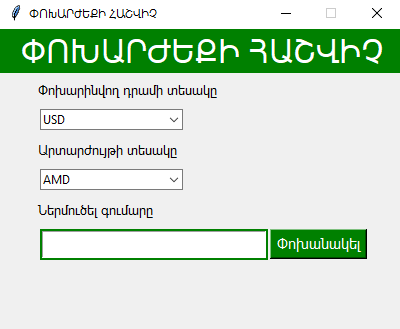 ՓՈԽԱՐԺԵՔԻ ՀԱՇՎԻՉ
ՓՈԽԱՐԺԵՔԻ ՀԱՇՎԻՉ
Փոխարինվող դրամի տեսակը
USD
Արտարժույթի տեսակը
AMD
Ներմուծել գումարը
Փոխանակել